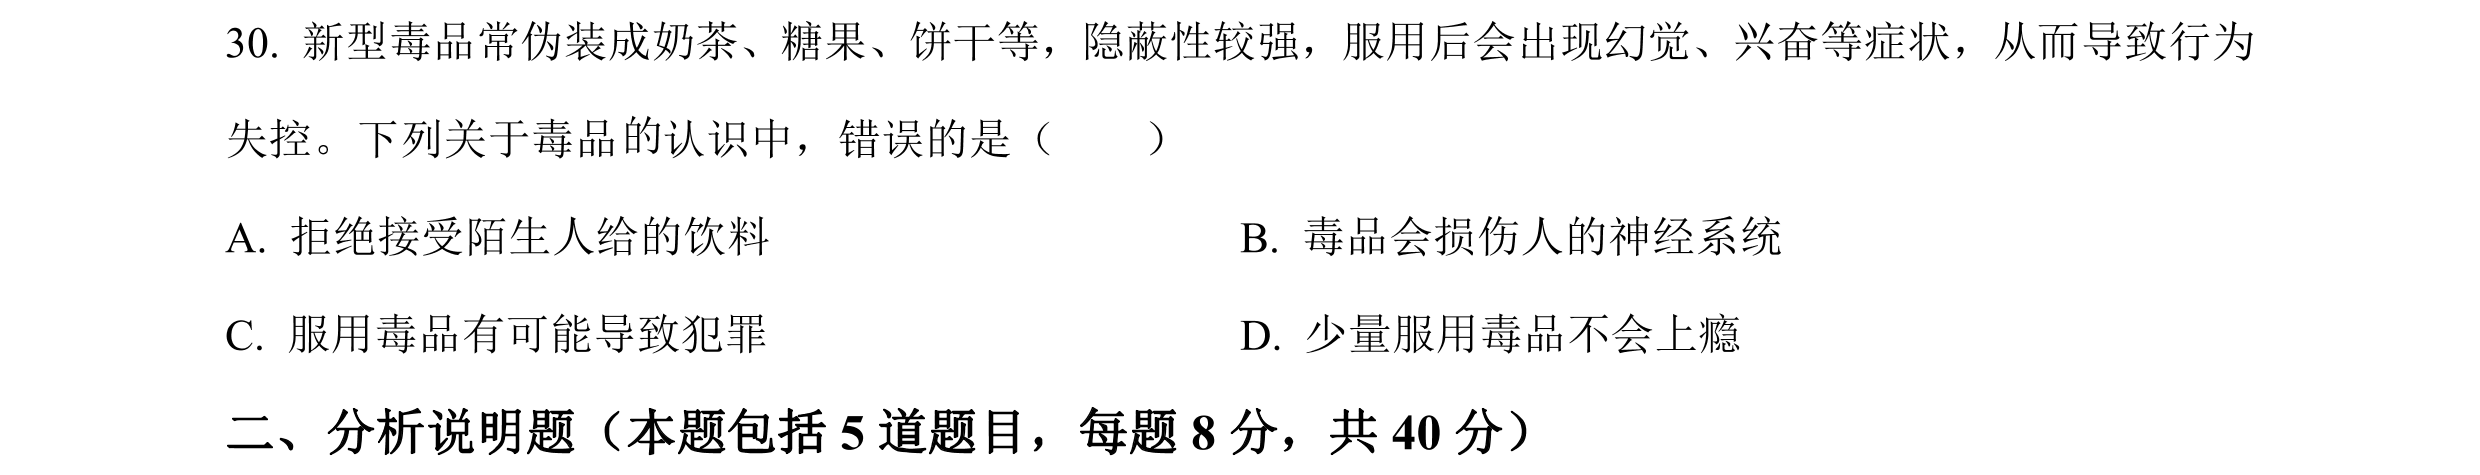 30. 新型毒品常伪装成奶茶、糖果、饼干等，隐蔽性较强，服用后会出现幻觉、兴奋等症状，从而导致行为
失控。下列关于毒品的认识中，错误的是（　　）
A. 拒绝接受陌生人给的饮料 B. 毒品会损伤人的神经系统
C. 服用毒品有可能导致犯罪 D. 少量服用毒品不会上瘾
二、分析说明题（本题包括 5 道题目，每题 8 分，共 40 分）